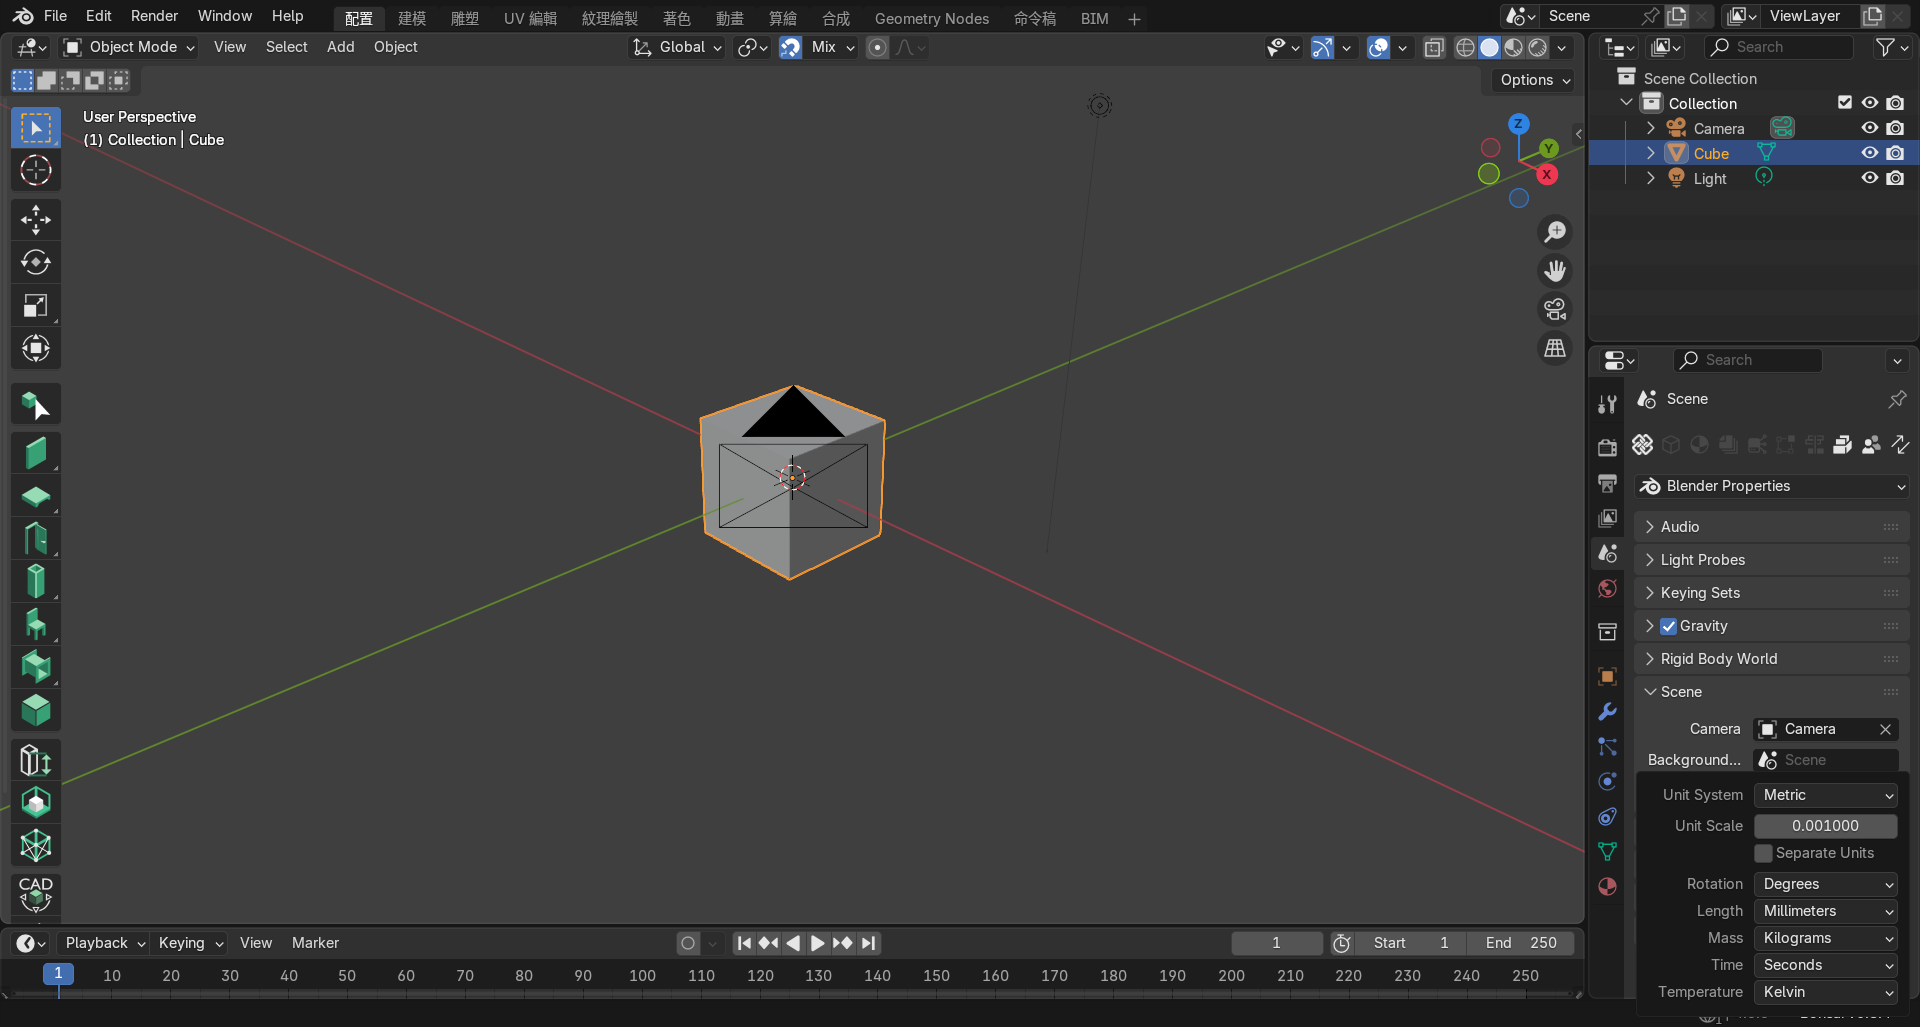 File Edit Render Window Help 配置 建模 雕塑 UV 編輯 紋理繪製 著色 動畫 算繪 合成 Geometry Nodes 命令稿 BIM + Scene ViewLayer
Object Mode View Select Add Object Global Mix Search
Options
User Perspective
(1) Collection | Cube
Z
Y
X
CAD
Scene Collection
Collection
Camera
Cube
Light
Search
Scene
Blender Properties
Audio
Light Probes
Keying Sets
Gravity
Rigid Body World
Scene
Camera Camera
Background... Scene
Unit System Metric
Unit Scale 0.001000
Separate Units
Rotation Degrees
Length Millimeters
Mass Kilograms
Time Seconds
Temperature Kelvin
Playback Keying View Marker 1 Start 1 End 250
1 10 20 30 40 50 60 70 80 90 100 110 120 130 140 150 160 170 180 190 200 210 220 230 240 250